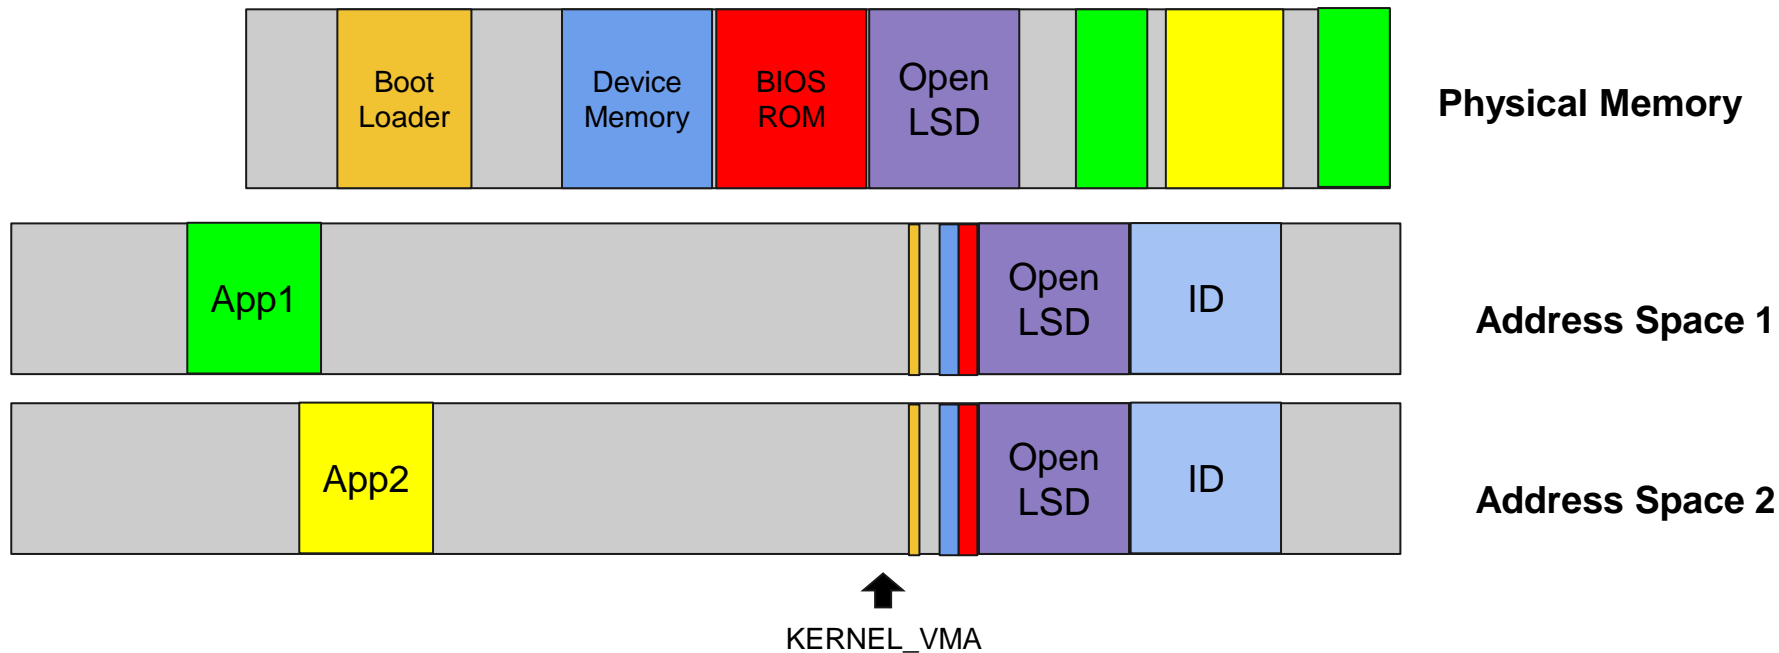 Boot
Loader
Device
Memory
BIOS
ROM
Open
LSD
Physical Memory
App1
Open
LSD
ID
Address Space 1
App2
Open
LSD
ID
Address Space 2
KERNEL_VMA